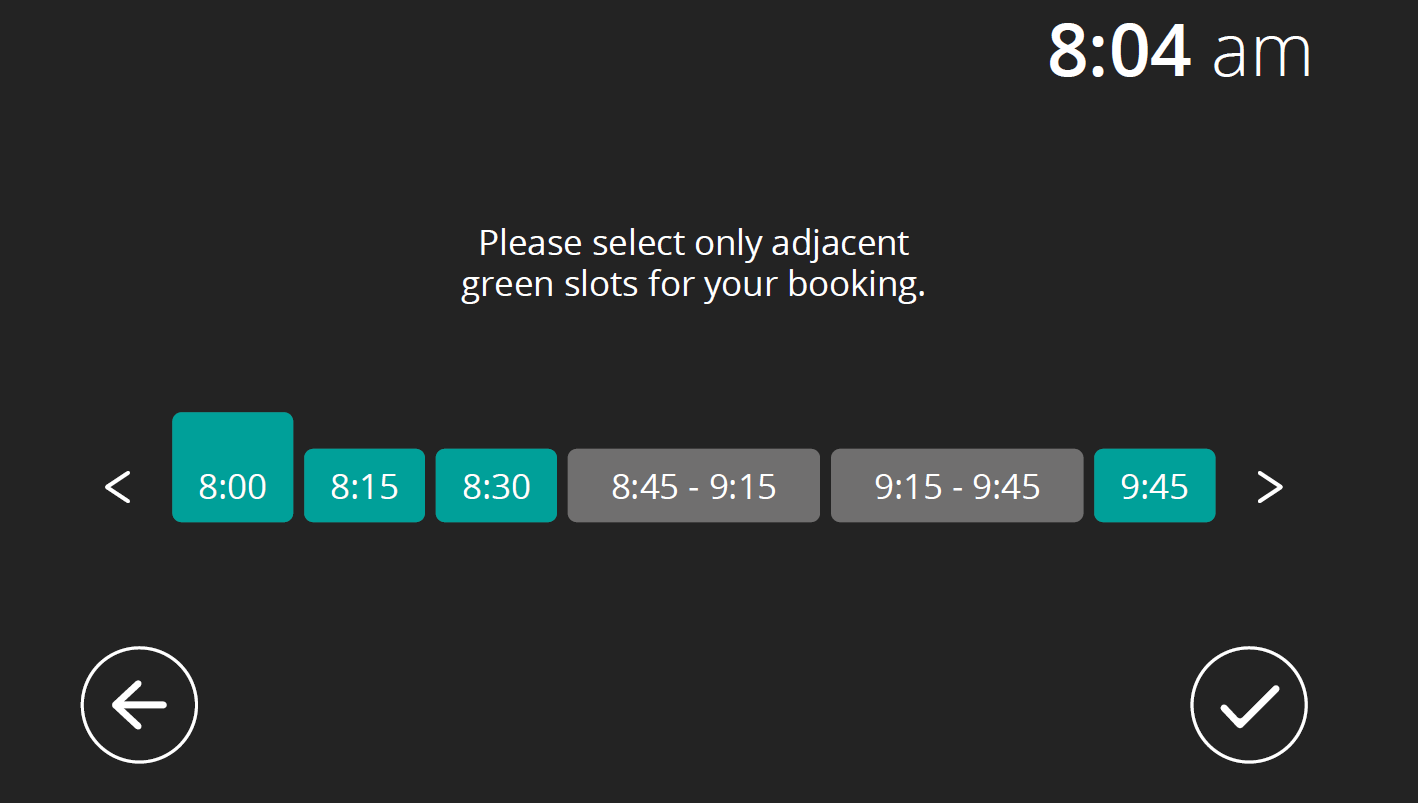 8:04 am
Please select only adjacent
green slots for your booking.
< 8:00 8:15 8:30 8:45 - 9:15 9:15 - 9:45 9:45 >